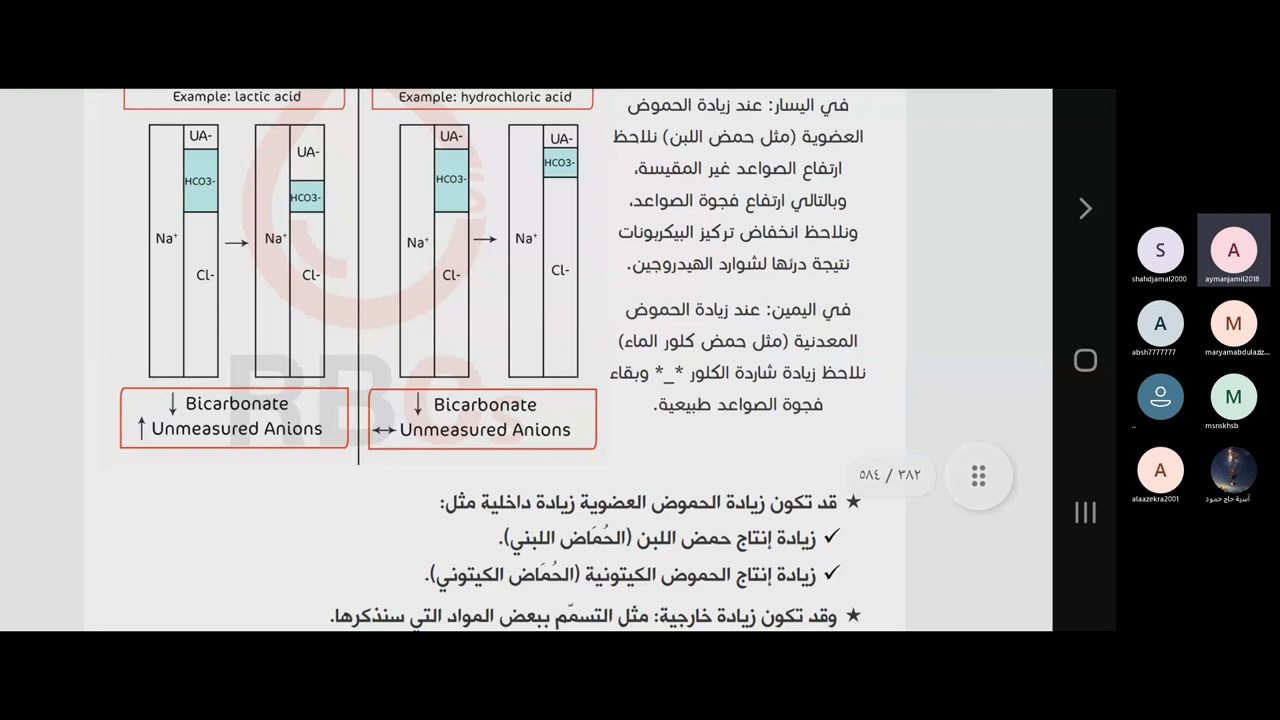 Example: lactic acid
Example: hydrochloric acid
UA-
HCO3-
Na⁺
Cl-
UA-
HCO3-
Na⁺
Cl-
UA-
HCO3-
Na⁺
Cl-
UA-
HCO3-
Na⁺
Cl-
↓ Bicarbonate
↑ Unmeasured Anions
↓ Bicarbonate
↔ Unmeasured Anions
في اليسار: عند زيادة الحموض
العضوية (مثل حمض اللبن) نلاحظ
ارتفاع الصواعد غير المقيسة،
وبالتالي ارتفاع فجوة الصواعد،
ونلاحظ انخفاض تركيز البيكربونات
نتيجة درئها لشوارد الهيدروجين.
في اليمين: عند زيادة الحموض
المعدنية (مثل حمض كلور الماء)
نلاحظ زيادة شاردة الكلور *_* وبقاء
فجوة الصواعد طبيعية.
RBCs
٣٨٢ / ٥٨٤
★ قد تكون زيادة الحموض العضوية زيادة داخلية مثل:
✓ زيادة إنتاج حمض اللبن (الحُمَاض اللبني).
✓ زيادة إنتاج الحموض الكيتونية (الحُمَاض الكيتوني).
★ وقد تكون زيادة خارجية: مثل التسمّم ببعض المواد التي سنذكرها.
S
shahdjamal2000
A
aymanjamil2018
A
absh7777777
M
maryamabdulaziz...
..
M
msnskhsb
A
alaazekra2001
آسية حاج حمود